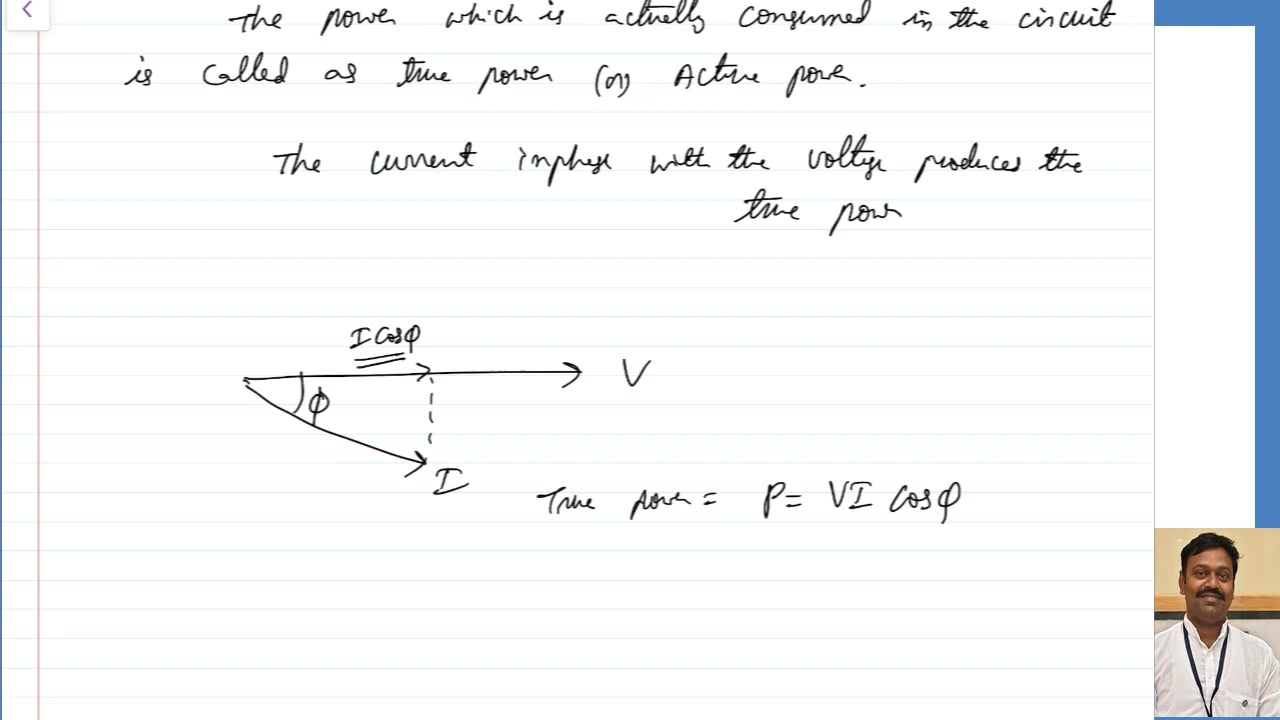 The power which is actually consumed in the circuit
is called as true power (or) Active power.
The current inphase with the voltage produces the
true power
I cosφ
V
φ
I
True power = P = VI cosφ